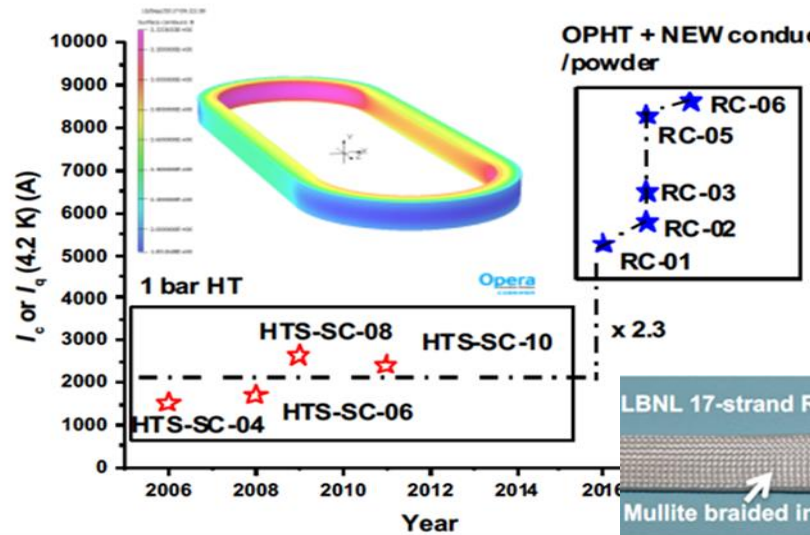 OPHT + NEW conduc
/powder
Ic or Iq (4.2 K) (A)
10000
9000
8000
7000
6000
5000
4000
3000
2000
1000
0
RC-06
RC-05
RC-03
RC-02
RC-01
Opera
1 bar HT
HTS-SC-08
HTS-SC-10
HTS-SC-06
HTS-SC-04
x 2.3
2006
2008
2010
2012
2014
2016
Year
LBNL 17-strand R
Mullite braided in